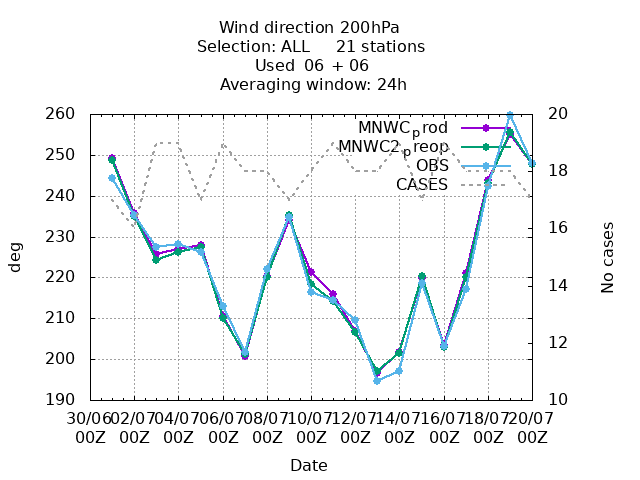 Wind direction 200hPa
Selection: ALL 21 stations
Used 06 + 06
Averaging window: 24h
260
250
240
230
220
210
200
190
deg
20
18
16
14
12
10
No cases
MNWCprod
MNWC2preop
OBS
CASES
30/06 02/07 04/07 06/07 08/07 10/07 12/07 14/07 16/07 18/07 20/07
00Z 00Z 00Z 00Z 00Z 00Z 00Z 00Z 00Z 00Z 00Z
Date